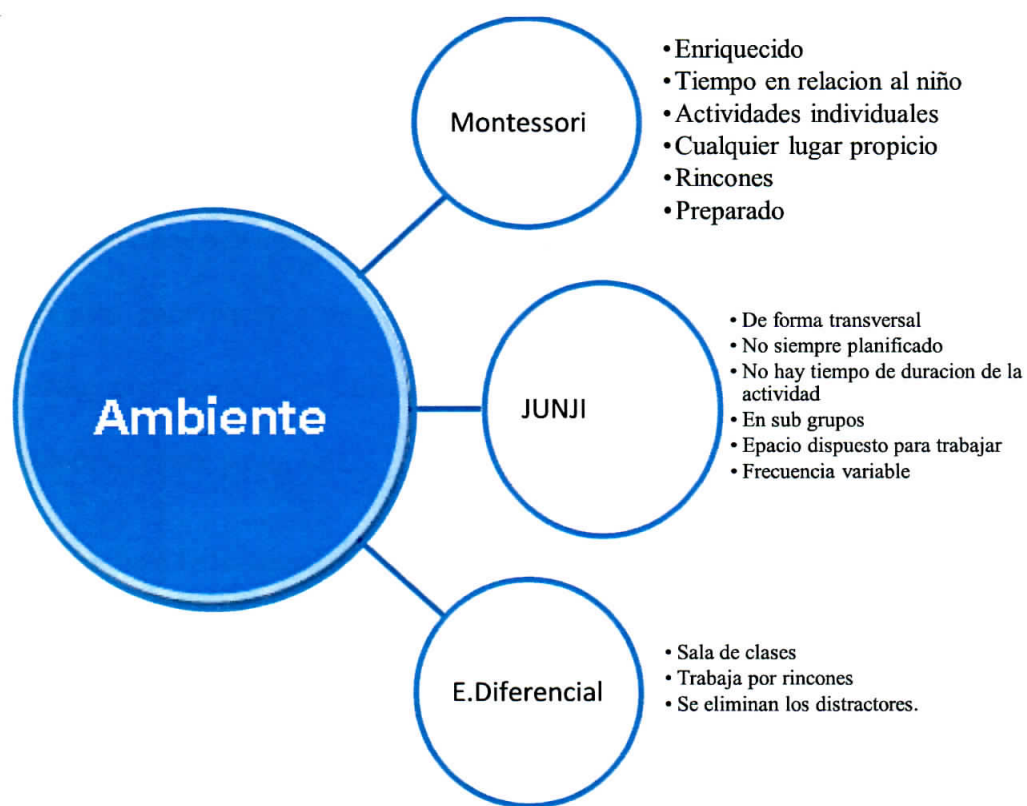 Ambiente
Montessori
• Enriquecido
• Tiempo en relacion al niño
• Actividades individuales
• Cualquier lugar propicio
• Rincones
• Preparado
JUNJI
• De forma transversal
• No siempre planificado
• No hay tiempo de duracion de la
actividad
• En sub grupos
• Epacio dispuesto para trabajar
• Frecuencia variable
E.Diferencial
• Sala de clases
• Trabaja por rincones
• Se eliminan los distractores.